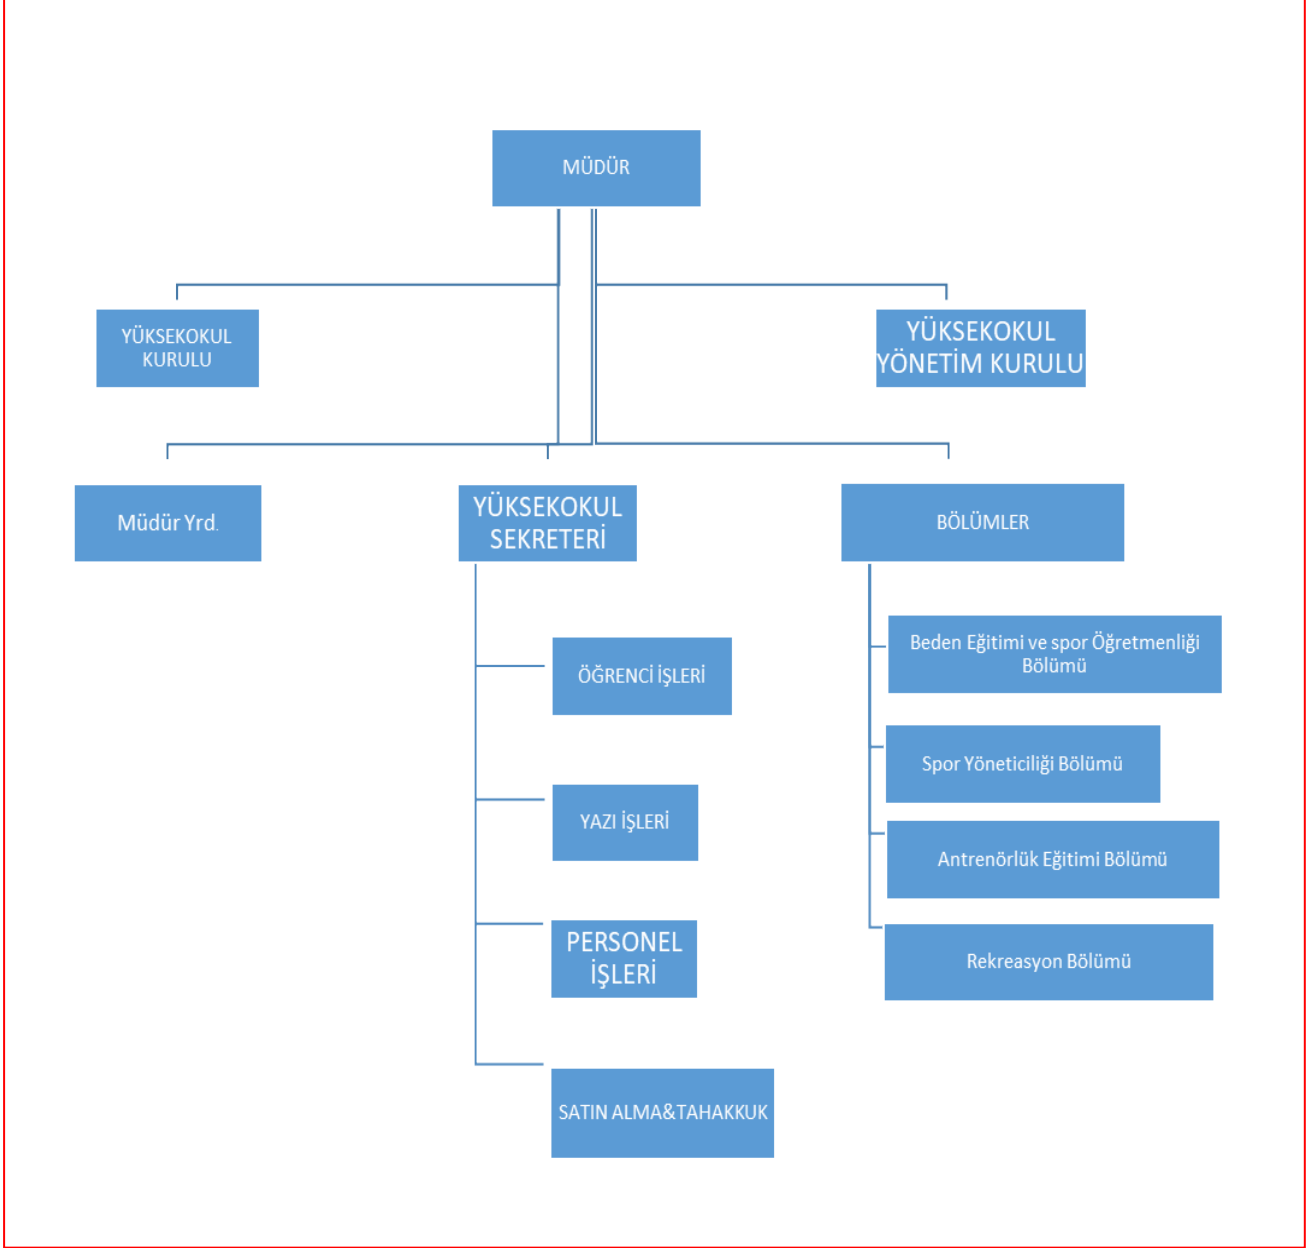 MÜDÜR
YÜKSEKOKUL
KURULU
YÜKSEKOKUL
YÖNETİM KURULU
Müdür Yrd.
YÜKSEKOKUL
SEKRETERİ
BÖLÜMLER
ÖĞRENCİ İŞLERİ
YAZI İŞLERİ
PERSONEL
İŞLERİ
SATIN ALMA&TAHAKKUK
Beden Eğitimi ve spor Öğretmenliği
Bölümü
Spor Yöneticiliği Bölümü
Antrenörlük Eğitimi Bölümü
Rekreasyon Bölümü